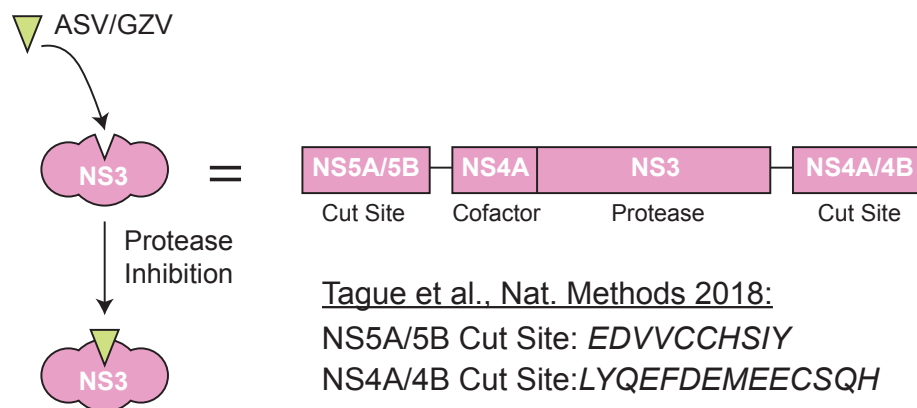 ASV/GZV
NS3
=
NS5A/5B NS4A NS3 NS4A/4B
Cut Site Cofactor Protease Cut Site
Protease
Inhibition
NS3
Tague et al., Nat. Methods 2018:
NS5A/5B Cut Site: EDVVCCHSIY
NS4A/4B Cut Site:LYQEFDEMEECSQH